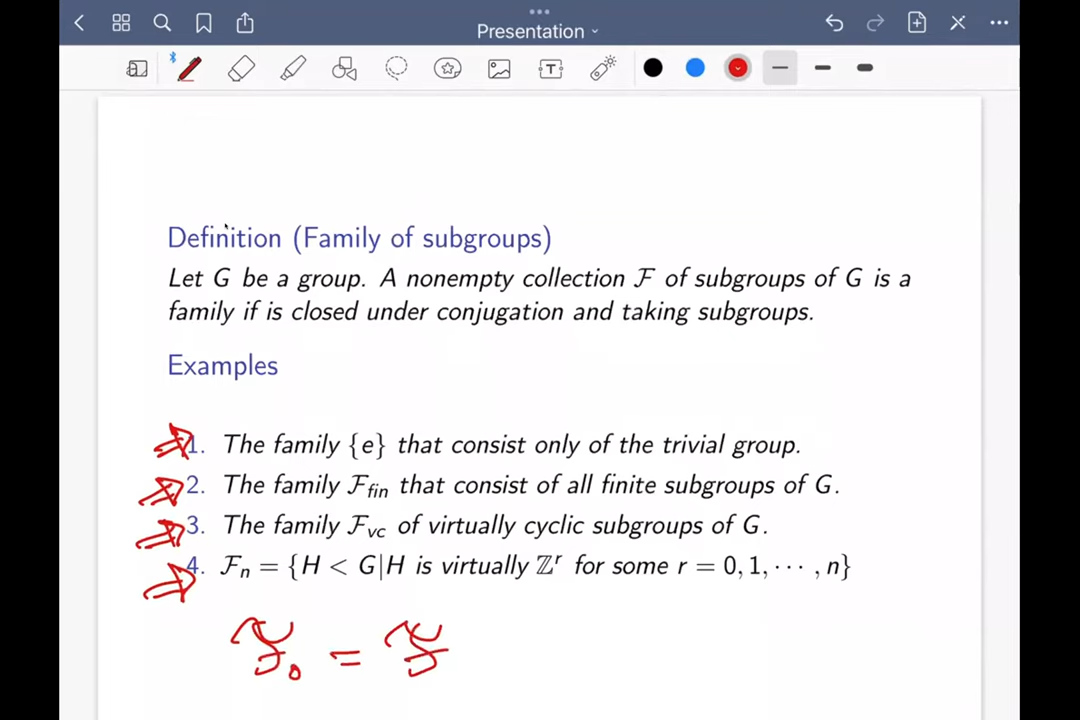 Presentation
Definition (Family of subgroups)
Let G be a group. A nonempty collection ℱ of subgroups of G is a
family if is closed under conjugation and taking subgroups.
Examples
1. The family {e} that consist only of the trivial group.
2. The family ℱ_fin that consist of all finite subgroups of G.
3. The family ℱ_vc of virtually cyclic subgroups of G.
4. ℱ_n = {H < G|H is virtually ℤ^r for some r = 0, 1, ⋯ , n}
ℱ_0 = ℱ